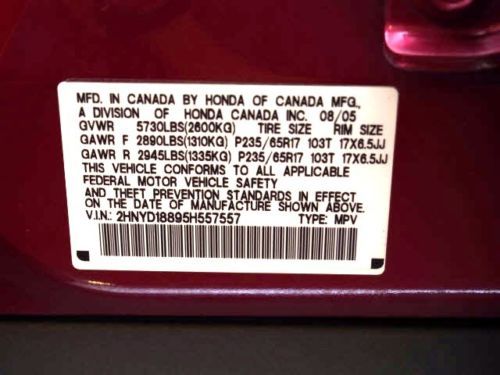 MFD. IN CANADA BY HONDA OF CANADA MFG.,
A DIVISION OF HONDA CANADA INC. 08/05
GVWR 5730LBS(2600KG) TIRE SIZE RIM SIZE
GAWR F 2890LBS(1310KG) P235/65R17 103T 17X6.5JJ
GAWR R 2945LBS(1335KG) P235/65R17 103T 17X6.5JJ
THIS VEHICLE CONFORMS TO ALL APPLICABLE
FEDERAL MOTOR VEHICLE SAFETY
AND THEFT PREVENTION STANDARDS IN EFFECT
ON THE DATE OF MANUFACTURE SHOWN ABOVE.
V.I.N.: 2HNYD18895H557557 TYPE: MPV